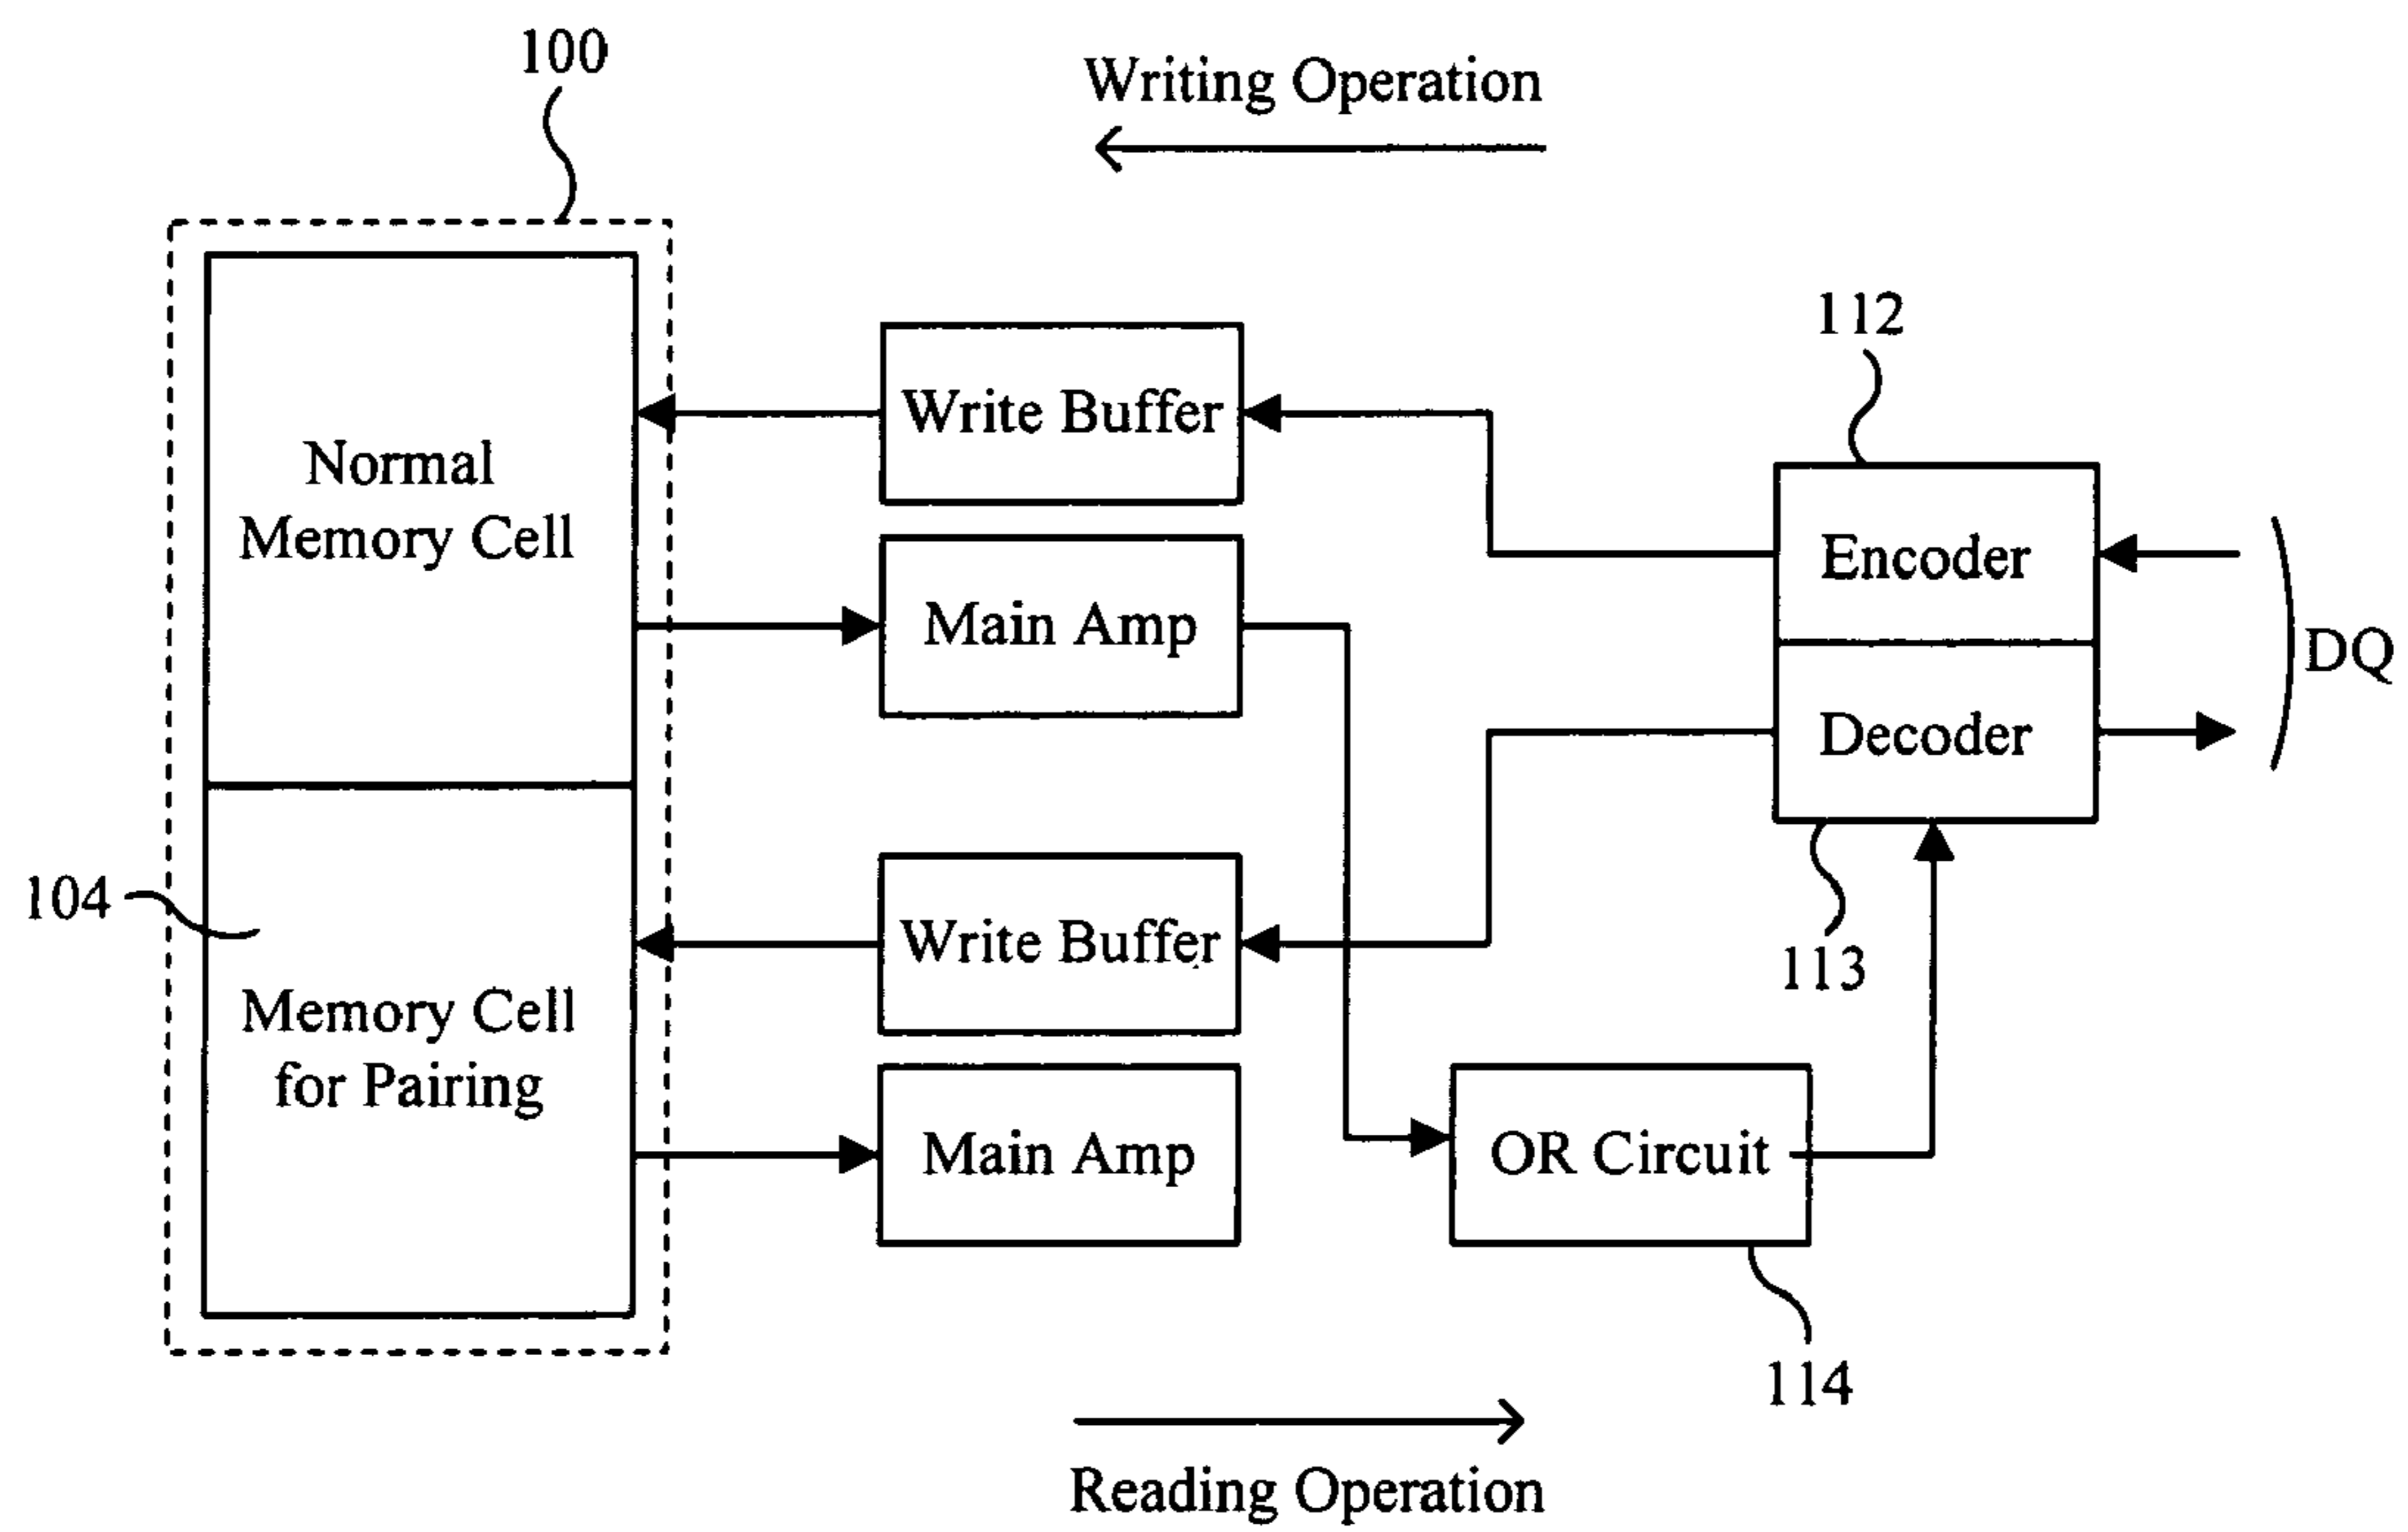 100
Writing Operation
112
Write Buffer
Normal
Memory Cell
Encoder
Main Amp
DQ
Decoder
104
Write Buffer
113
Memory Cell
for Pairing
Main Amp
OR Circuit
114
Reading Operation